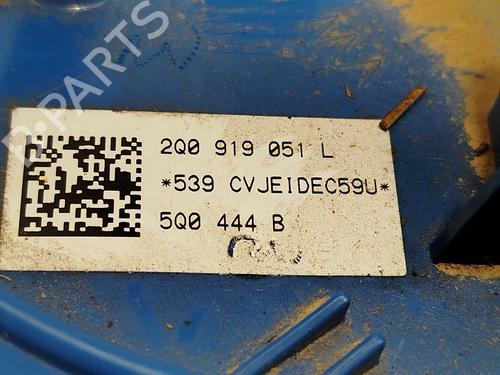 B-PARTS
2Q0 919 051 L
*539 CVJEIDEC59U*
5Q0 444 B